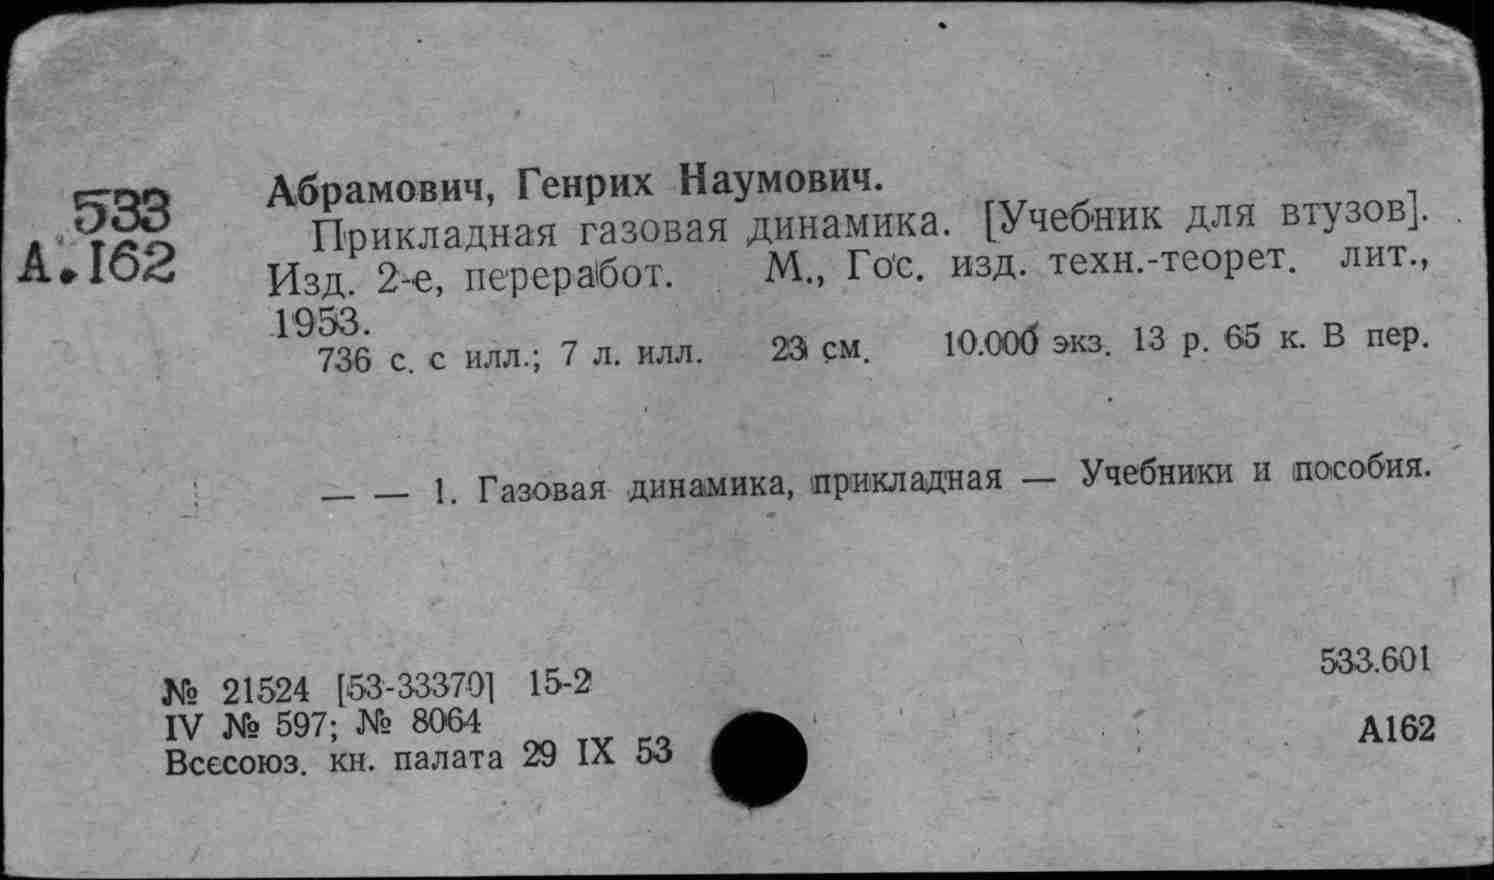 533
А.162
Абрамович, Генрих Наумович.
Прикладная газовая динамика. [Учебник для втузов].
Изд. 2-е, переработ. М., Гос. изд. техн.-теорет. лит.,
1953.
736 с. с илл.; 7 л. илл. 23 см. 10.000 экз. 13 р. 65 к. В пер.
— — 1. Газовая динамика, прикладная — Учебники и пособия.
№ 21524 [53-33370] 15-2
IV № 597; № 8064
Всесоюз. кн. палата 29 IX 53
533.601
А162